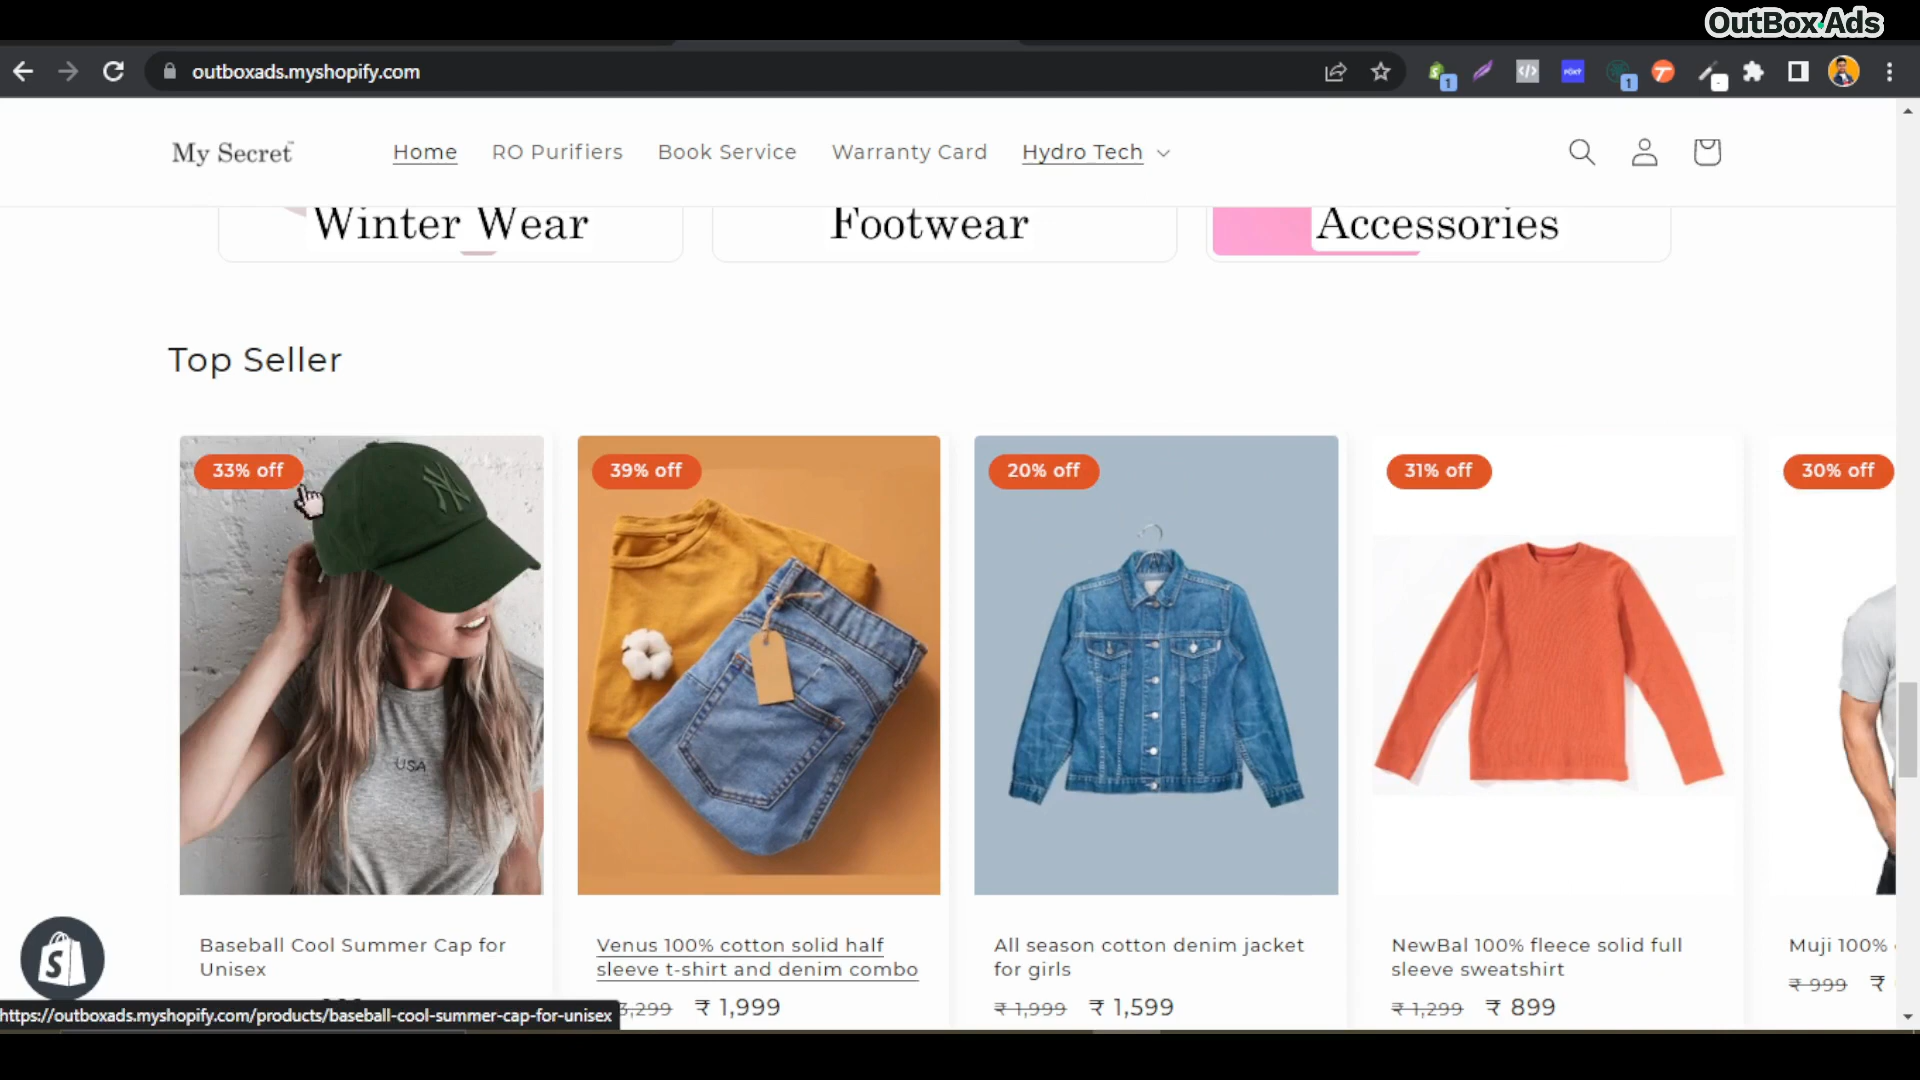 OutBox Ads
outboxads.myshopify.com
My Secret
Home RO Purifiers Book Service Warranty Card Hydro Tech
Winter Wear Footwear Accessories
Top Seller
33% off 39% off 20% off 31% off 30% off
USA
Baseball Cool Summer Cap for
Unisex
Venus 100% cotton solid half
sleeve t-shirt and denim combo
3,299 ₹ 1,999
All season cotton denim jacket
for girls
₹ 1,999 ₹ 1,599
NewBal 100% fleece solid full
sleeve sweatshirt
₹ 1,299 ₹ 899
Muji 100%
₹ 999 ₹
https://outboxads.myshopify.com/products/baseball-cool-summer-cap-for-unisex